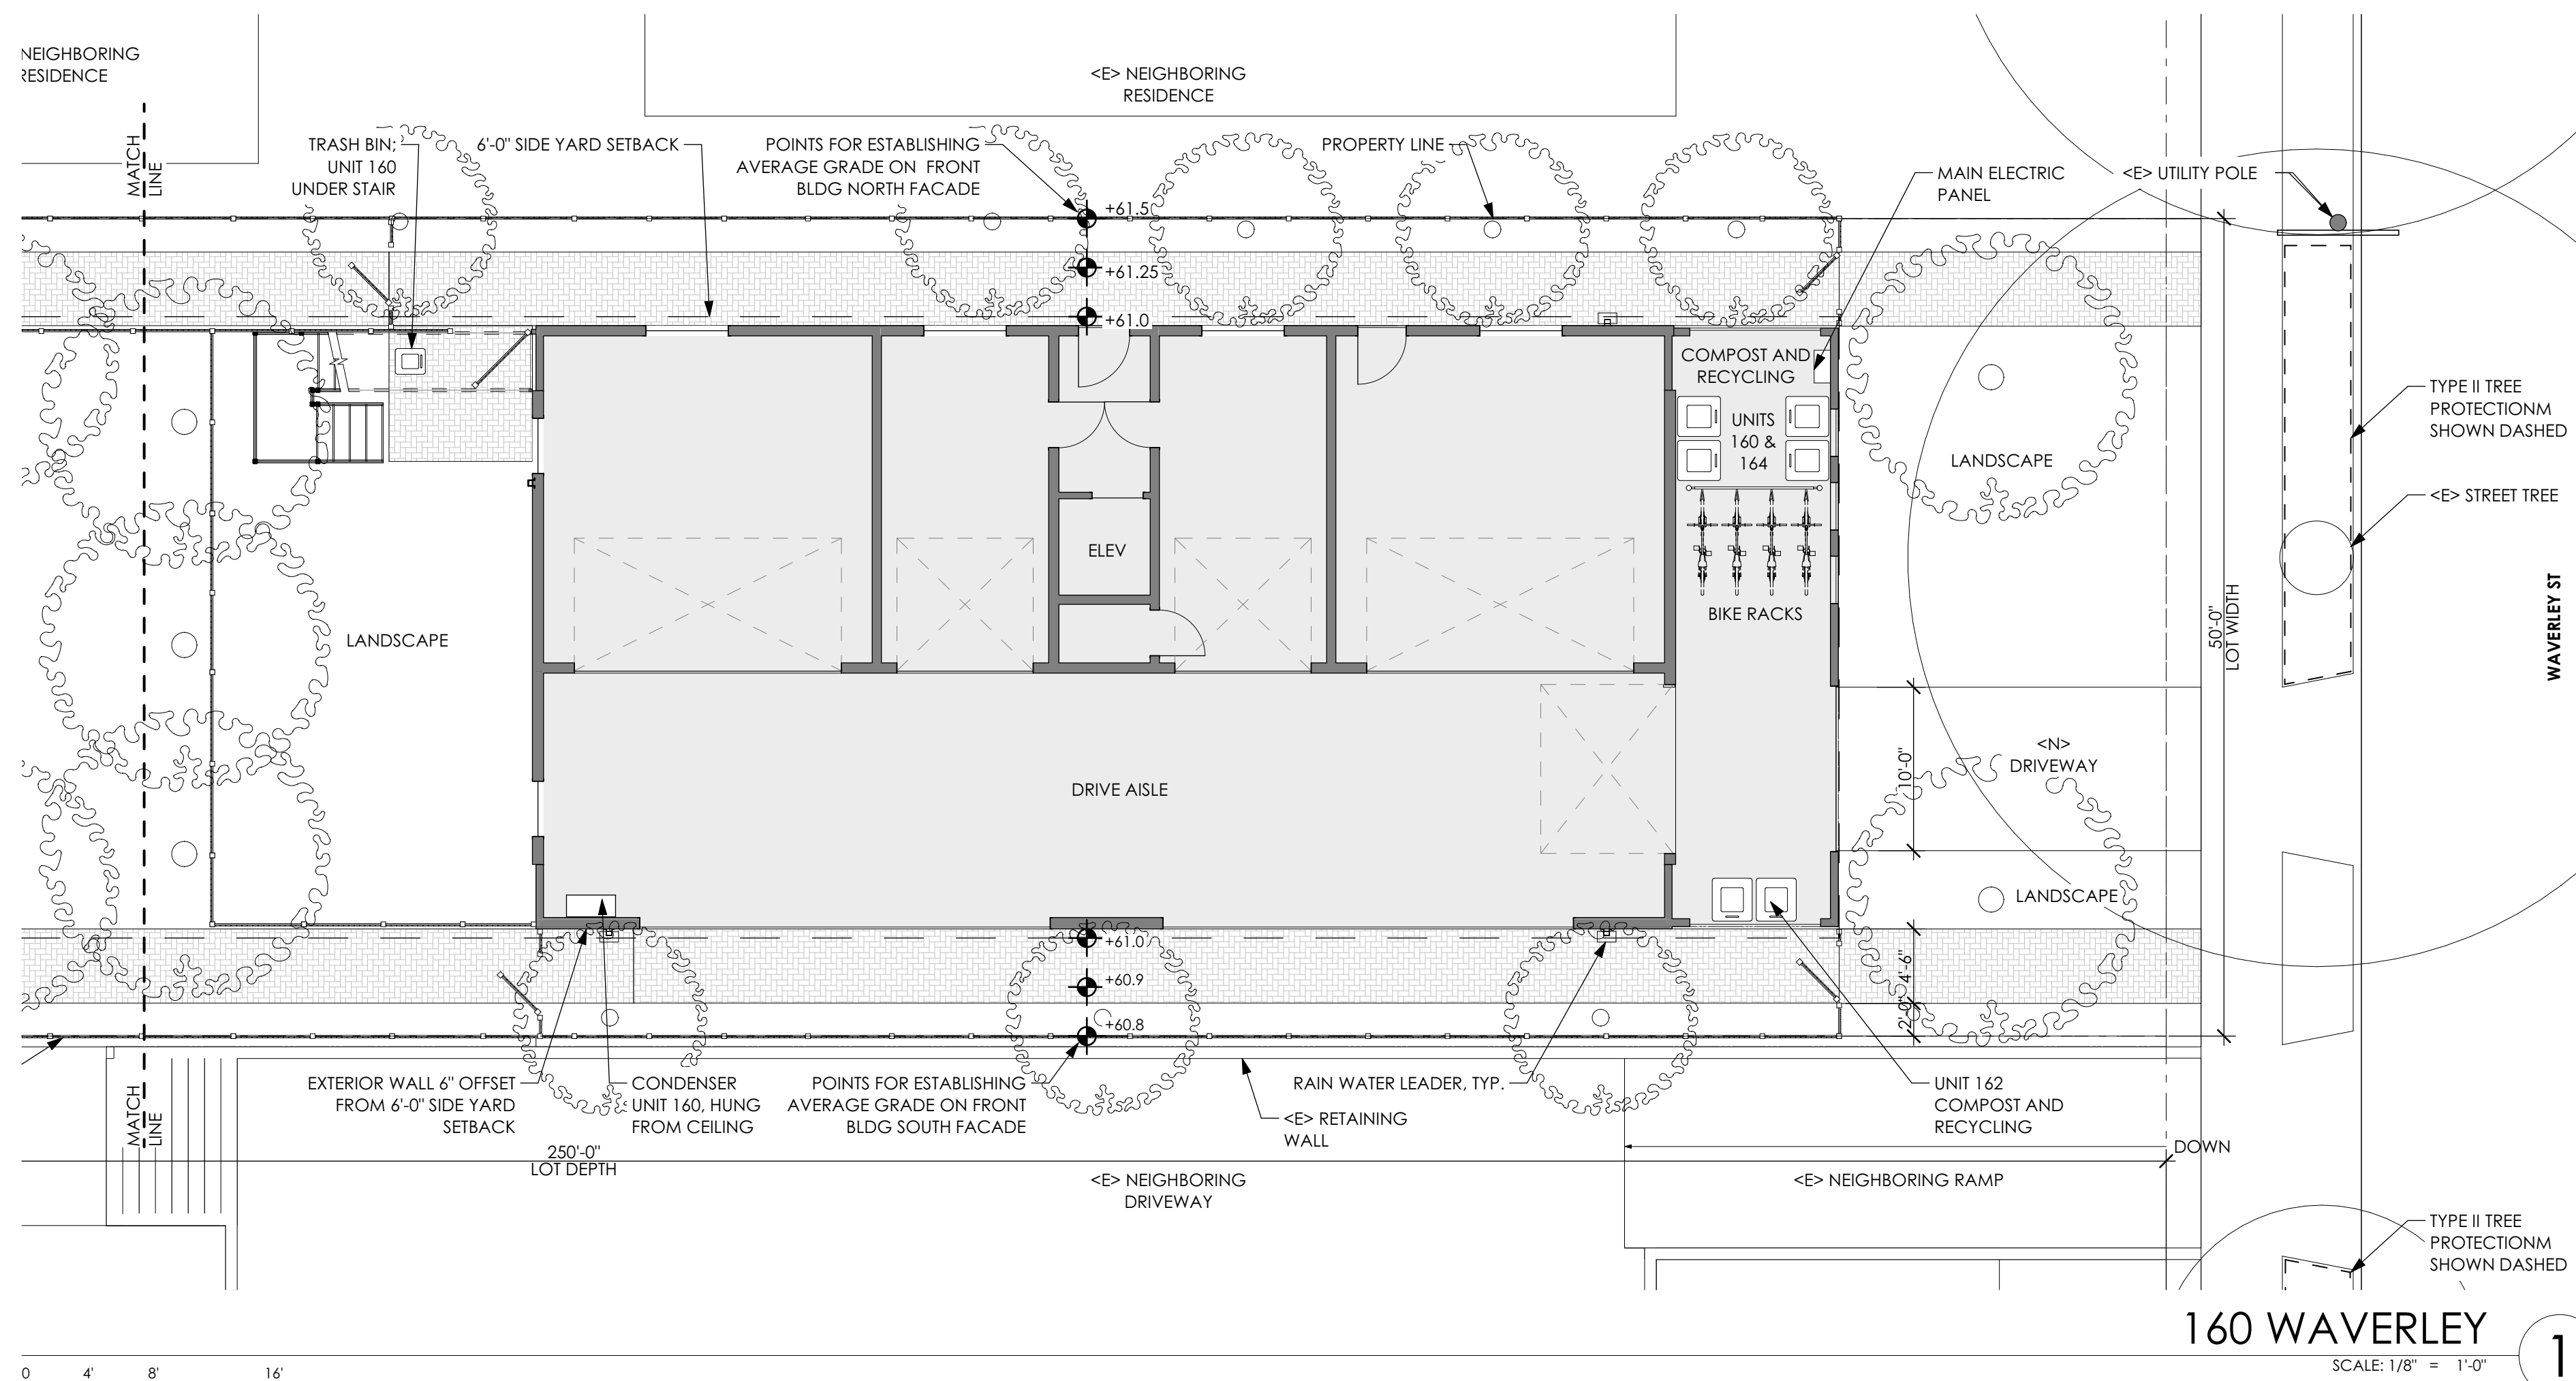 NEIGHBORING
RESIDENCE
<E> NEIGHBORING
RESIDENCE
MATCH
LINE
TRASH BIN;
UNIT 160
UNDER STAIR
6'-0" SIDE YARD SETBACK
POINTS FOR ESTABLISHING
AVERAGE GRADE ON FRONT
BLDG NORTH FACADE
PROPERTY LINE
MAIN ELECTRIC
PANEL
<E> UTILITY POLE
+61.5
+61.25
+61.0
COMPOST AND
RECYCLING
UNITS
160 &
164
LANDSCAPE
TYPE II TREE
PROTECTIONM
SHOWN DASHED
<E> STREET TREE
ELEV
BIKE RACKS
LANDSCAPE
50'-0"
LOT WIDTH
WAVERLEY ST
DRIVE AISLE
10'-0"
<N>
DRIVEWAY
LANDSCAPE
+61.0
+60.9
+60.8
4'-6"
2'-0"
MATCH
LINE
EXTERIOR WALL 6" OFFSET
FROM 6'-0" SIDE YARD
SETBACK
CONDENSER
UNIT 160, HUNG
FROM CEILING
POINTS FOR ESTABLISHING
AVERAGE GRADE ON FRONT
BLDG SOUTH FACADE
RAIN WATER LEADER, TYP.
<E> RETAINING
WALL
UNIT 162
COMPOST AND
RECYCLING
DOWN
250'-0"
LOT DEPTH
<E> NEIGHBORING
DRIVEWAY
<E> NEIGHBORING RAMP
TYPE II TREE
PROTECTIONM
SHOWN DASHED
160 WAVERLEY
1
SCALE: 1/8" = 1'-0"
0 4' 8' 16'